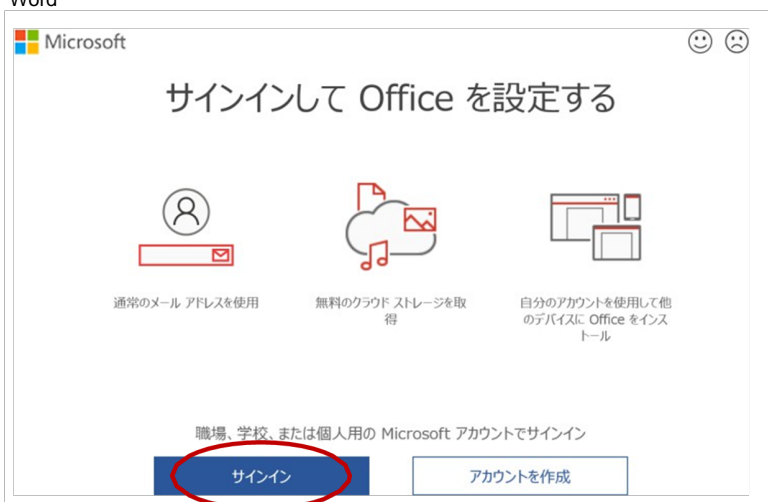 Word
Microsoft
サインインして Office を設定する
通常のメール アドレスを使用
無料のクラウド ストレージを取
得
自分のアカウントを使用して他
のデバイスに Office をインス
トール
職場、学校、または個人用の Microsoft アカウントでサインイン
サインイン
アカウントを作成